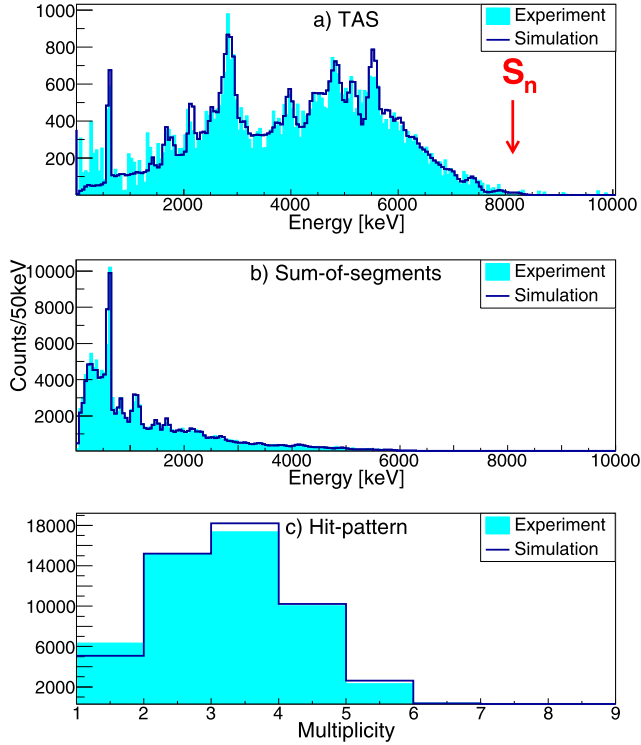 a) TAS
Experiment
Simulation
Sn
1000
800
600
400
200
2000
4000
6000
8000
10000
Energy [keV]
b) Sum-of-segments
Experiment
Simulation
Counts/50keV
10000
8000
6000
4000
2000
2000
4000
6000
8000
10000
Energy [keV]
c) Hit-pattern
Experiment
Simulation
18000
14000
10000
6000
2000
1
2
3
4
5
6
7
8
9
Multiplicity